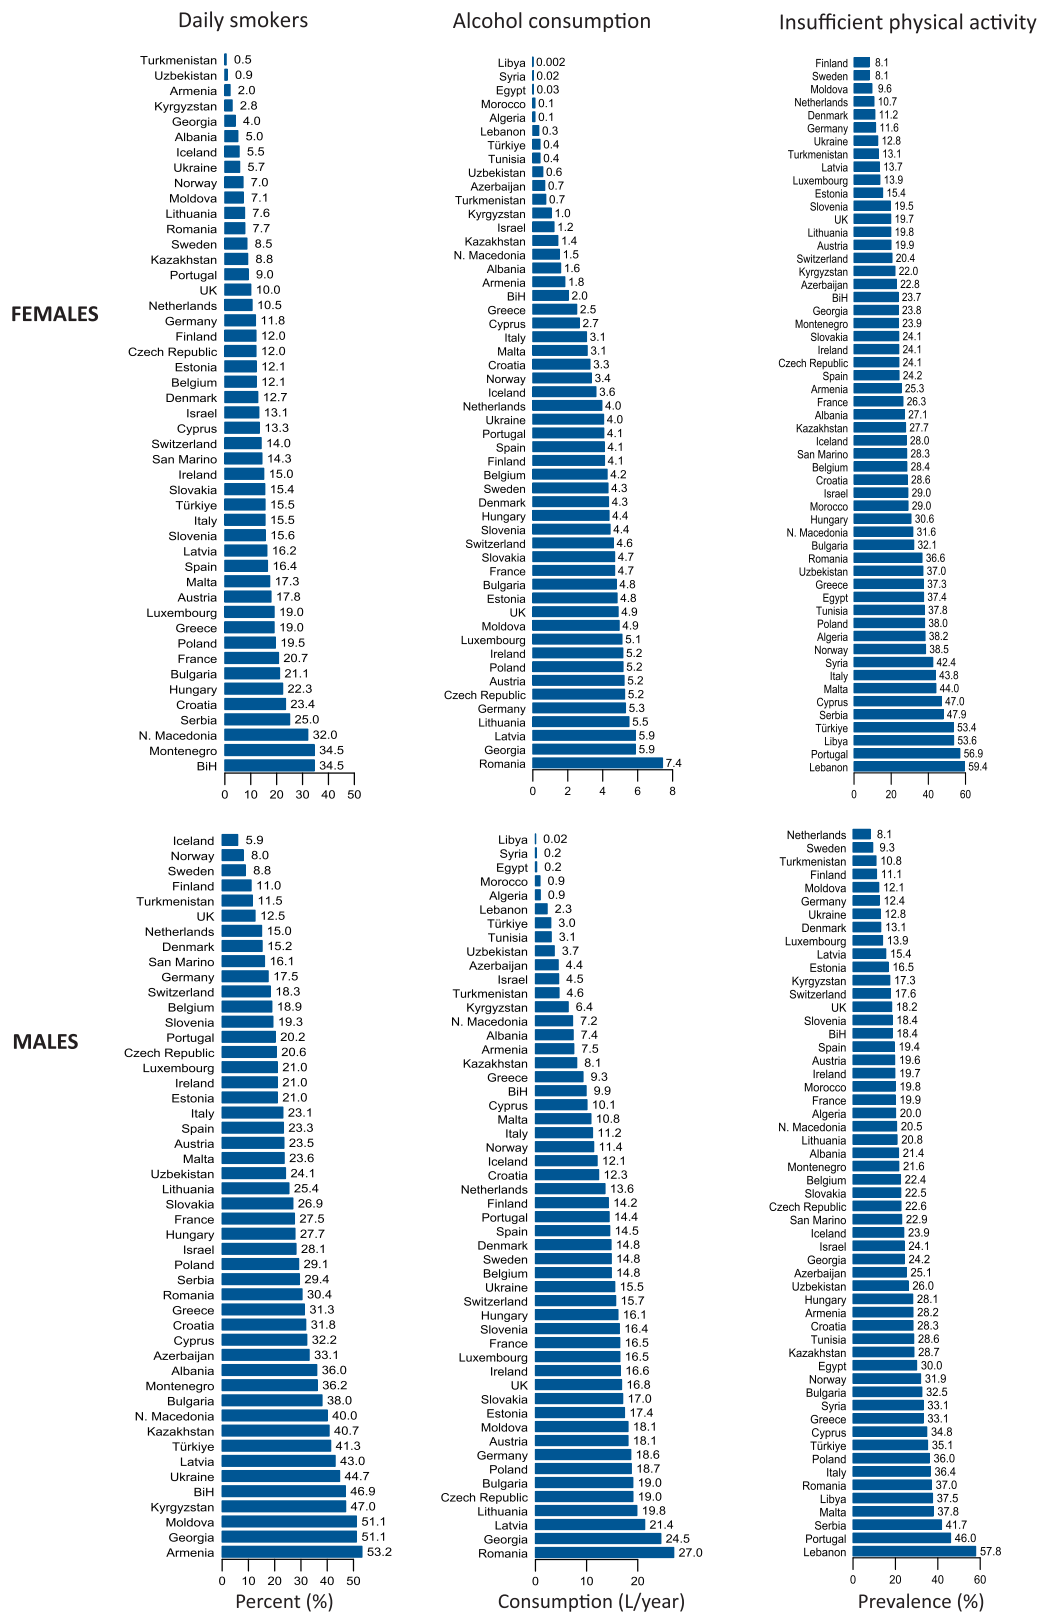 Daily smokers
Alcohol consumption
Insufficient physical activity
FEMALES
Turkmenistan 0.5
Uzbekistan 0.9
Armenia 2.0
Kyrgyzstan 2.8
Georgia 4.0
Albania 5.0
Iceland 5.5
Ukraine 5.7
Norway 7.0
Moldova 7.1
Lithuania 7.6
Romania 7.7
Sweden 8.5
Kazakhstan 8.8
Portugal 9.0
UK 10.0
Netherlands 10.5
Germany 11.8
Finland 12.0
Czech Republic 12.0
Estonia 12.1
Belgium 12.1
Denmark 12.7
Israel 13.1
Cyprus 13.3
Switzerland 14.0
San Marino 14.3
Ireland 15.0
Slovakia 15.4
Türkiye 15.5
Italy 15.5
Slovenia 15.6
Latvia 16.2
Spain 16.4
Malta 17.3
Austria 17.8
Luxembourg 19.0
Greece 19.0
Poland 19.5
France 20.7
Bulgaria 21.1
Hungary 22.3
Croatia 23.4
Serbia 25.0
N. Macedonia 32.0
Montenegro 34.5
BiH 34.5
0 10 20 30 40 50
Libya 0.002
Syria 0.02
Egypt 0.03
Morocco 0.1
Algeria 0.1
Lebanon 0.3
Türkiye 0.4
Tunisia 0.4
Uzbekistan 0.6
Azerbaijan 0.7
Turkmenistan 0.7
Kyrgyzstan 1.0
Israel 1.2
Kazakhstan 1.4
N. Macedonia 1.5
Albania 1.6
Armenia 1.8
BiH 2.0
Greece 2.5
Cyprus 2.7
Italy 3.1
Malta 3.1
Croatia 3.3
Norway 3.4
Iceland 3.6
Netherlands 4.0
Ukraine 4.0
Portugal 4.1
Spain 4.1
Finland 4.1
Belgium 4.2
Sweden 4.3
Denmark 4.3
Hungary 4.4
Slovenia 4.4
Switzerland 4.6
Slovakia 4.7
France 4.7
Bulgaria 4.8
Estonia 4.8
UK 4.9
Moldova 4.9
Luxembourg 5.1
Ireland 5.2
Poland 5.2
Austria 5.2
Czech Republic 5.2
Germany 5.3
Lithuania 5.5
Latvia 5.9
Georgia 5.9
Romania 7.4
0 2 4 6 8
Finland 8.1
Sweden 8.1
Moldova 9.6
Netherlands 10.7
Denmark 11.2
Germany 11.6
Ukraine 12.8
Turkmenistan 13.1
Latvia 13.7
Luxembourg 13.9
Estonia 15.4
Slovenia 19.5
UK 19.7
Lithuania 19.8
Austria 19.9
Switzerland 20.4
Kyrgyzstan 22.0
Azerbaijan 22.8
BiH 23.7
Georgia 23.8
Montenegro 23.9
Slovakia 24.1
Ireland 24.1
Czech Republic 24.1
Spain 24.2
Armenia 25.3
France 26.3
Albania 27.1
Kazakhstan 27.7
Iceland 28.0
San Marino 28.3
Belgium 28.4
Croatia 28.6
Israel 29.0
Morocco 29.0
Hungary 30.6
N. Macedonia 31.6
Bulgaria 32.1
Romania 36.6
Uzbekistan 37.0
Greece 37.3
Egypt 37.4
Tunisia 37.8
Poland 38.0
Algeria 38.2
Norway 38.5
Syria 42.4
Italy 43.8
Malta 44.0
Cyprus 47.0
Serbia 47.9
Türkiye 53.4
Libya 53.6
Portugal 56.9
Lebanon 59.4
0 20 40 60
MALES
Iceland 5.9
Norway 8.0
Sweden 8.8
Finland 11.0
Turkmenistan 11.5
UK 12.5
Netherlands 15.0
Denmark 15.2
San Marino 16.1
Germany 17.5
Switzerland 18.3
Belgium 18.9
Slovenia 19.3
Portugal 20.2
Czech Republic 20.6
Luxembourg 21.0
Ireland 21.0
Estonia 21.0
Italy 23.1
Spain 23.3
Austria 23.5
Malta 23.6
Uzbekistan 24.1
Lithuania 25.4
Slovakia 26.9
France 27.5
Hungary 27.7
Israel 28.1
Poland 29.1
Serbia 29.4
Romania 30.4
Greece 31.3
Croatia 31.8
Cyprus 32.2
Azerbaijan 33.1
Albania 36.0
Montenegro 36.2
Bulgaria 38.0
N. Macedonia 40.0
Kazakhstan 40.7
Türkiye 41.3
Latvia 43.0
Ukraine 44.7
BiH 46.9
Kyrgyzstan 47.0
Moldova 51.1
Georgia 51.1
Armenia 53.2
0 10 20 30 40 50
Percent (%)
Libya 0.02
Syria 0.2
Egypt 0.2
Morocco 0.9
Algeria 0.9
Lebanon 2.3
Türkiye 3.0
Tunisia 3.1
Uzbekistan 3.7
Azerbaijan 4.4
Israel 4.5
Turkmenistan 4.6
Kyrgyzstan 6.4
N. Macedonia 7.2
Albania 7.4
Armenia 7.5
Kazakhstan 8.1
Greece 9.3
BiH 9.9
Cyprus 10.1
Malta 10.8
Italy 11.2
Norway 11.4
Iceland 12.1
Croatia 12.3
Netherlands 13.6
Finland 14.2
Portugal 14.4
Spain 14.5
Denmark 14.8
Sweden 14.8
Belgium 14.8
Ukraine 15.5
Switzerland 15.7
Hungary 16.1
Slovenia 16.4
France 16.5
Luxembourg 16.5
Ireland 16.6
UK 16.8
Slovakia 17.0
Estonia 17.4
Moldova 18.1
Austria 18.1
Germany 18.6
Poland 18.7
Bulgaria 19.0
Czech Republic 19.0
Lithuania 19.8
Latvia 21.4
Georgia 24.5
Romania 27.0
0 10 20
Consumption (L/year)
Netherlands 8.1
Sweden 9.3
Turkmenistan 10.8
Finland 11.1
Moldova 12.1
Germany 12.4
Ukraine 12.8
Denmark 13.1
Luxembourg 13.9
Latvia 15.4
Estonia 16.5
Kyrgyzstan 17.3
Switzerland 17.6
UK 18.2
Slovenia 18.4
BiH 18.4
Spain 19.4
Austria 19.6
Ireland 19.7
Morocco 19.8
France 19.9
Algeria 20.0
N. Macedonia 20.5
Lithuania 20.8
Albania 21.4
Montenegro 21.6
Belgium 22.4
Slovakia 22.5
Czech Republic 22.6
San Marino 22.9
Iceland 23.9
Israel 24.1
Georgia 24.2
Azerbaijan 25.1
Uzbekistan 26.0
Hungary 28.1
Armenia 28.2
Croatia 28.3
Tunisia 28.6
Kazakhstan 28.7
Egypt 30.0
Norway 31.9
Bulgaria 32.5
Syria 33.1
Greece 33.1
Cyprus 34.8
Türkiye 35.1
Poland 36.0
Italy 36.4
Romania 37.0
Libya 37.5
Malta 37.8
Serbia 41.7
Portugal 46.0
Lebanon 57.8
0 20 40 60
Prevalence (%)